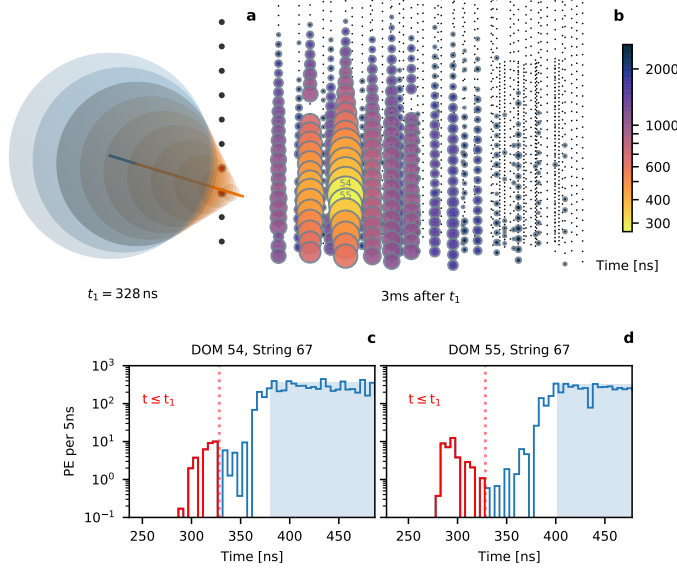 a
b
54
55
2000
1000
600
400
300
Time [ns]
t₁ = 328 ns
3ms after t₁
c
d
DOM 54, String 67
DOM 55, String 67
10³
10²
10¹
10⁰
10⁻¹
PE per 5ns
t ≤ t₁
t ≤ t₁
250 300 350 400 450
250 300 350 400 450
Time [ns]
Time [ns]